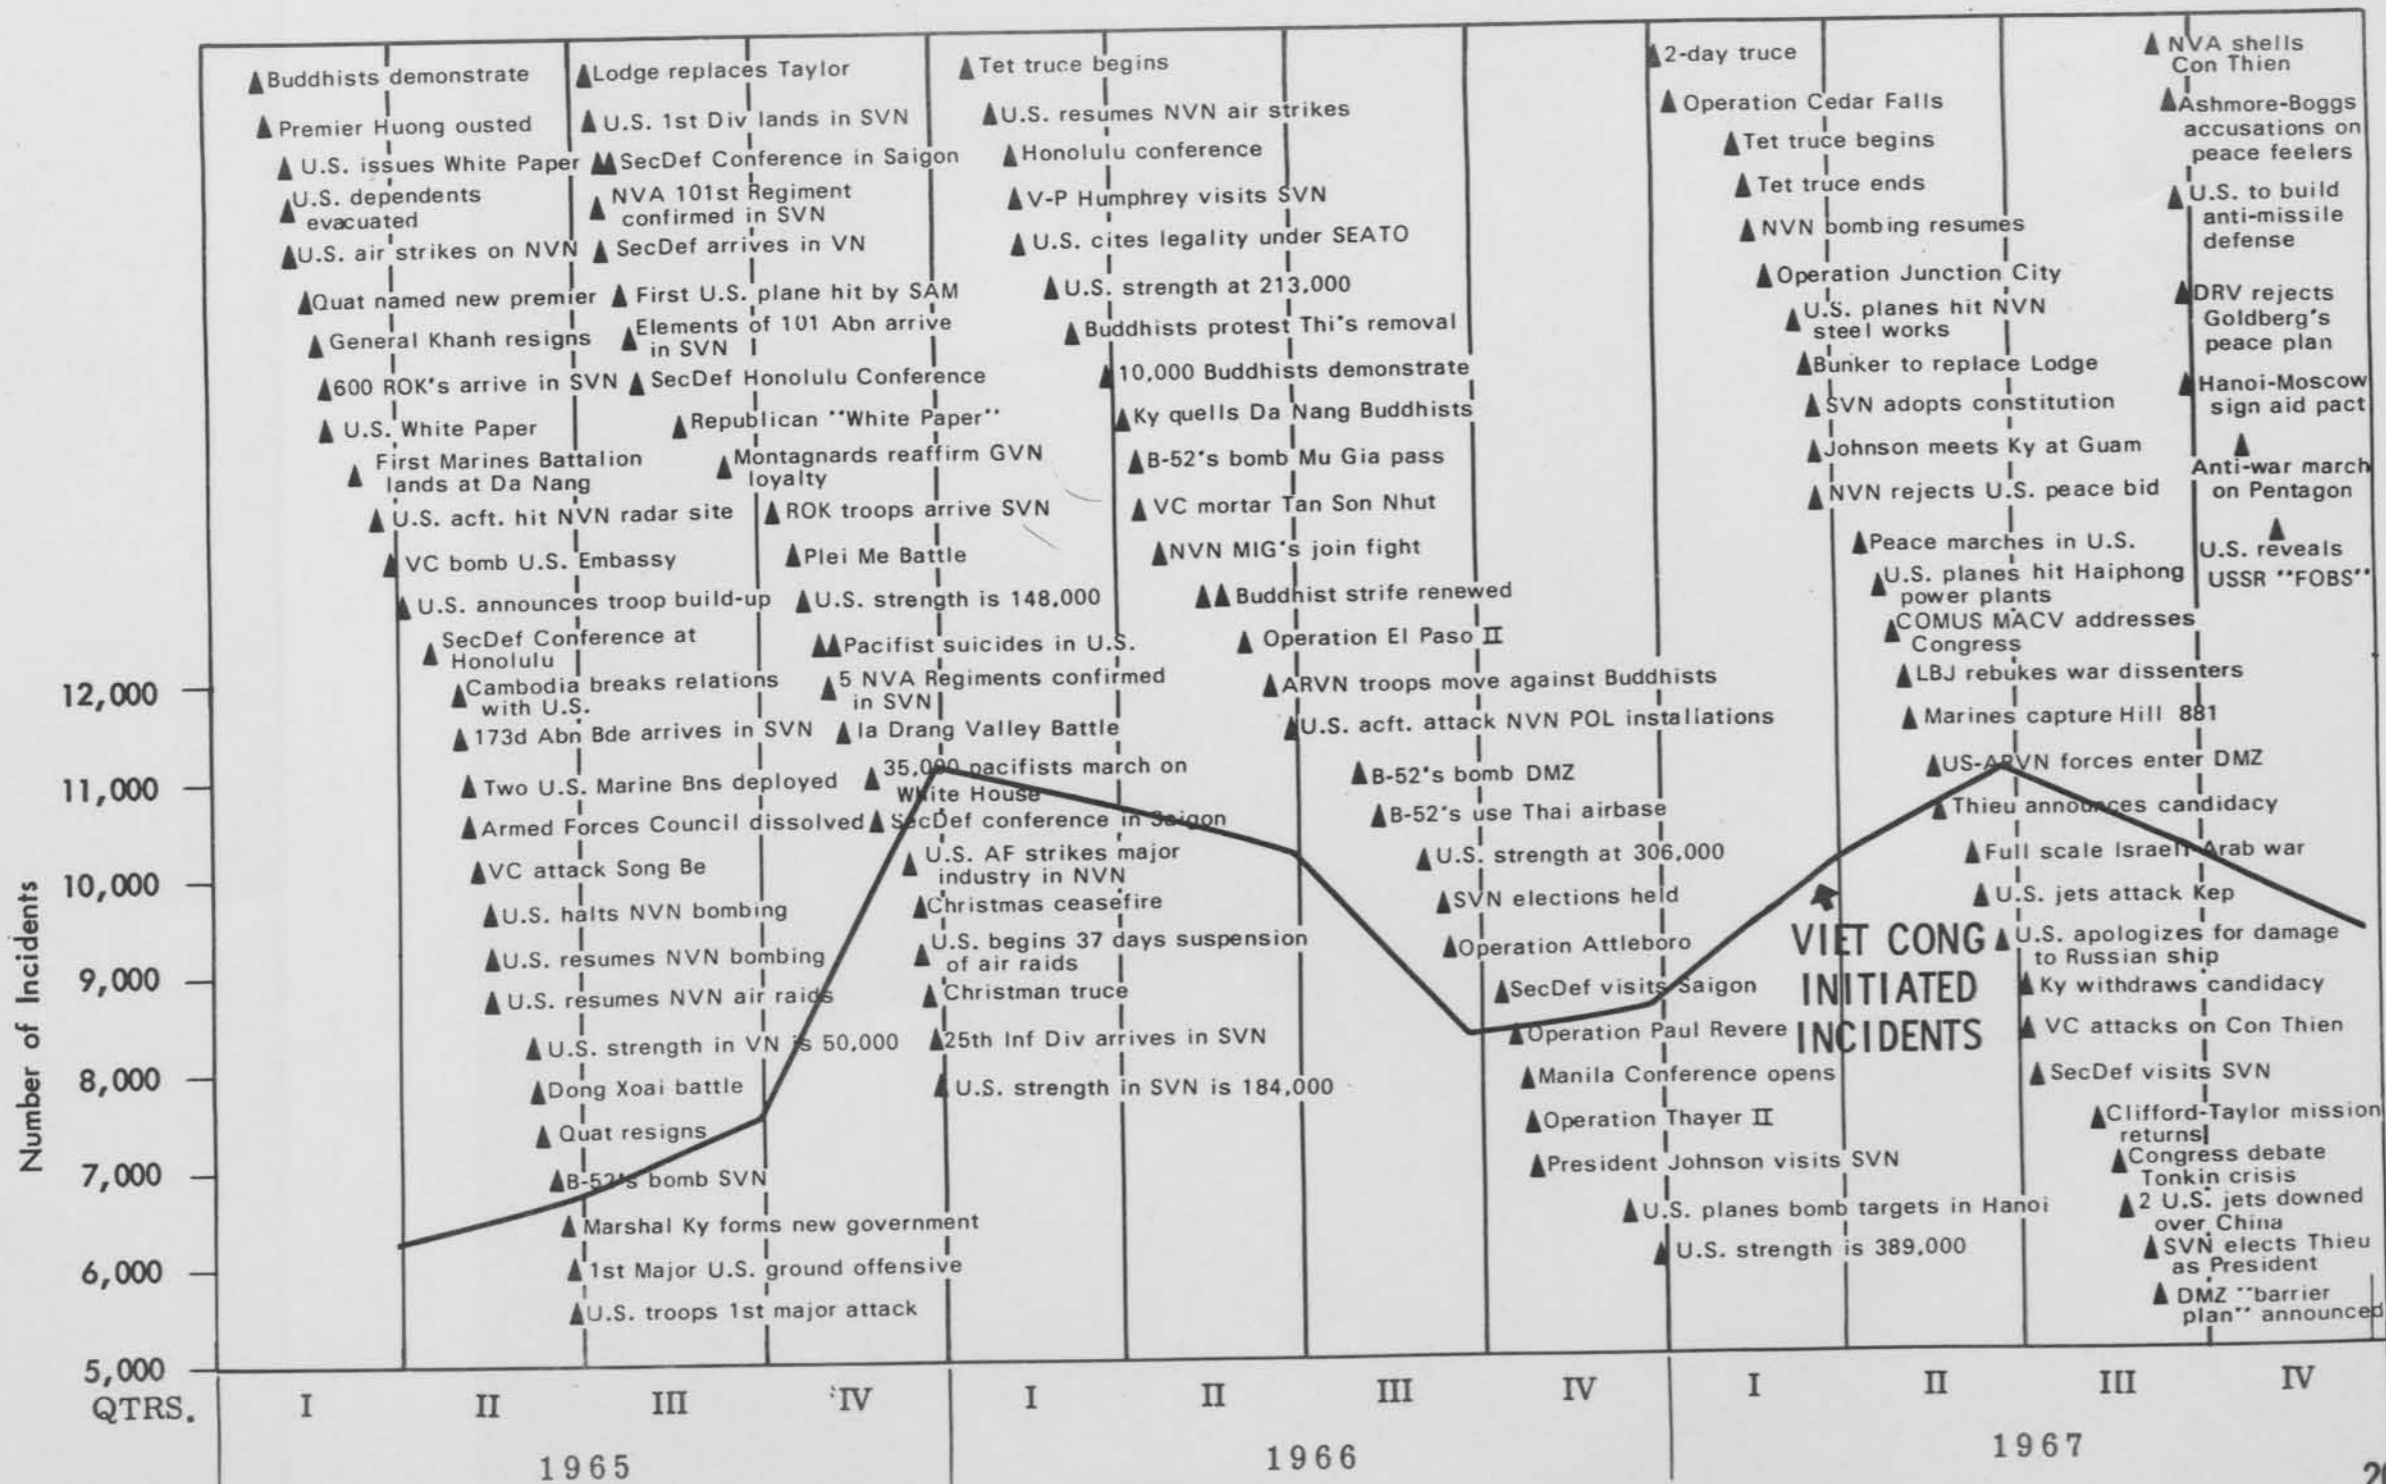 Buddhists demonstrate
Premier Huong ousted
U.S. issues White Paper
U.S. dependents
evacuated
U.S. air strikes on NVN
Quat named new premier
General Khanh resigns
600 ROK's arrive in SVN
U.S. White Paper
First Marines Battalion
lands at Da Nang
U.S. acft. hit NVN radar site
VC bomb U.S. Embassy
U.S. announces troop build-up
SecDef Conference at
Honolulu
Cambodia breaks relations
with U.S.
173d Abn Bde arrives in SVN
Two U.S. Marine Bns deployed
Armed Forces Council dissolved
VC attack Song Be
U.S. halts NVN bombing
U.S. resumes NVN bombing
U.S. resumes NVN air raids
U.S. strength in VN is 50,000
Dong Xoai battle
Quat resigns
B-52's bomb SVN
Marshal Ky forms new government
1st Major U.S. ground offensive
U.S. troops 1st major attack
Lodge replaces Taylor
U.S. 1st Div lands in SVN
SecDef Conference in Saigon
NVA 101st Regiment
confirmed in SVN
SecDef arrives in VN
First U.S. plane hit by SAM
Elements of 101 Abn arrive
in SVN
SecDef Honolulu Conference
Republican "White Paper"
Montagnards reaffirm GVN
loyalty
ROK troops arrive SVN
Plei Me Battle
U.S. strength is 148,000
Pacifist suicides in U.S.
5 NVA Regiments confirmed
in SVN
Ia Drang Valley Battle
35,000 pacifists march on
White House
SecDef conference in Saigon
U.S. AF strikes major
industry in NVN
Christmas ceasefire
U.S. begins 37 days suspension
of air raids
Christman truce
25th Inf Div arrives in SVN
U.S. strength in SVN is 184,000
Tet truce begins
U.S. resumes NVN air strikes
Honolulu conference
V-P Humphrey visits SVN
U.S. cites legality under SEATO
U.S. strength at 213,000
Buddhists protest Thi's removal
10,000 Buddhists demonstrate
Ky quells Da Nang Buddhists
B-52's bomb Mu Gia pass
VC mortar Tan Son Nhut
NVN MIG's join fight
Buddhist strife renewed
Operation El Paso II
ARVN troops move against Buddhists
U.S. acft. attack NVN POL installations
B-52's bomb DMZ
B-52's use Thai airbase
U.S. strength at 306,000
SVN elections held
Operation Attleboro
SecDef visits Saigon
Operation Paul Revere
Manila Conference opens
Operation Thayer II
President Johnson visits SVN
U.S. planes bomb targets in Hanoi
U.S. strength is 389,000
2-day truce
Operation Cedar Falls
Tet truce begins
Tet truce ends
NVN bombing resumes
Operation Junction City
U.S. planes hit NVN
steel works
Bunker to replace Lodge
SVN adopts constitution
Johnson meets Ky at Guam
NVN rejects U.S. peace bid
Peace marches in U.S.
U.S. planes hit Haiphong
power plants
COMUS MACV addresses
Congress
LBJ rebukes war dissenters
Marines capture Hill 881
US-ARVN forces enter DMZ
Thieu announces candidacy
Full scale Israeli-Arab war
U.S. jets attack Kep
U.S. apologizes for damage
to Russian ship
Ky withdraws candidacy
VC attacks on Con Thien
SecDef visits SVN
Clifford-Taylor mission
returns
Congress debate
Tonkin crisis
2 U.S. jets downed
over China
SVN elects Thieu
as President
DMZ "barrier
plan" announced
NVA shells
Con Thien
Ashmore-Boggs
accusations on
peace feelers
U.S. to build
anti-missile
defense
DRV rejects
Goldberg's
peace plan
Hanoi-Moscow
sign aid pact
Anti-war march
on Pentagon
U.S. reveals
USSR "FOBS"
VIET CONG
INITIATED
INCIDENTS
Number of Incidents
12,000
11,000
10,000
9,000
8,000
7,000
6,000
5,000
QTRS. I II III IV I II III IV I II III IV
1965 1966 1967